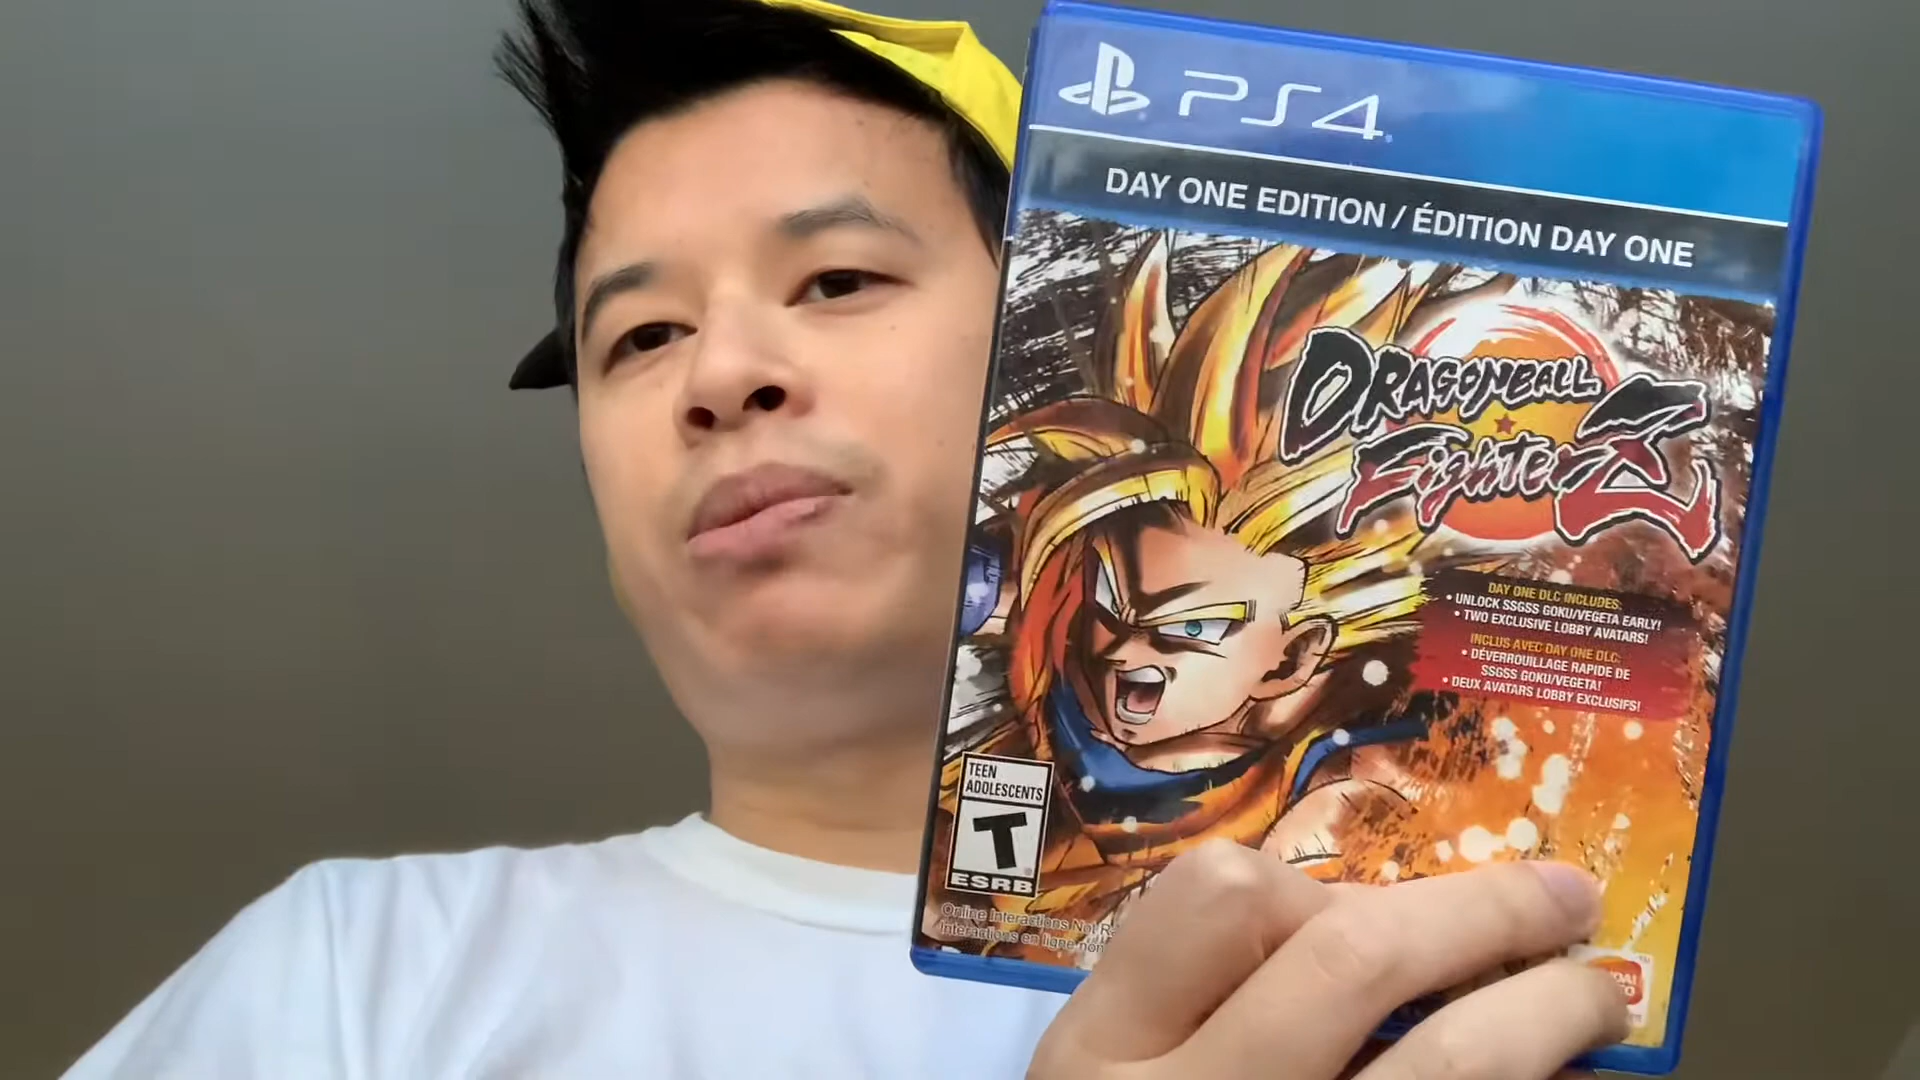 PS4
DAY ONE EDITION / ÉDITION DAY ONE
DRAGONBALL
FighterZ
DAY ONE DLC INCLUDES:
• UNLOCK SSGSS GOKU/VEGETA EARLY!
• TWO EXCLUSIVE LOBBY AVATARS!
INCLUS AVEC DAY ONE DLC:
• DÉVERROUILLAGE RAPIDE DE
SSGSS GOKU/VEGETA!
• DEUX AVATARS LOBBY EXCLUSIFS!
TEEN
ADOLESCENTS
T
ESRB
Online Interactions Not
Interactions en ligne non